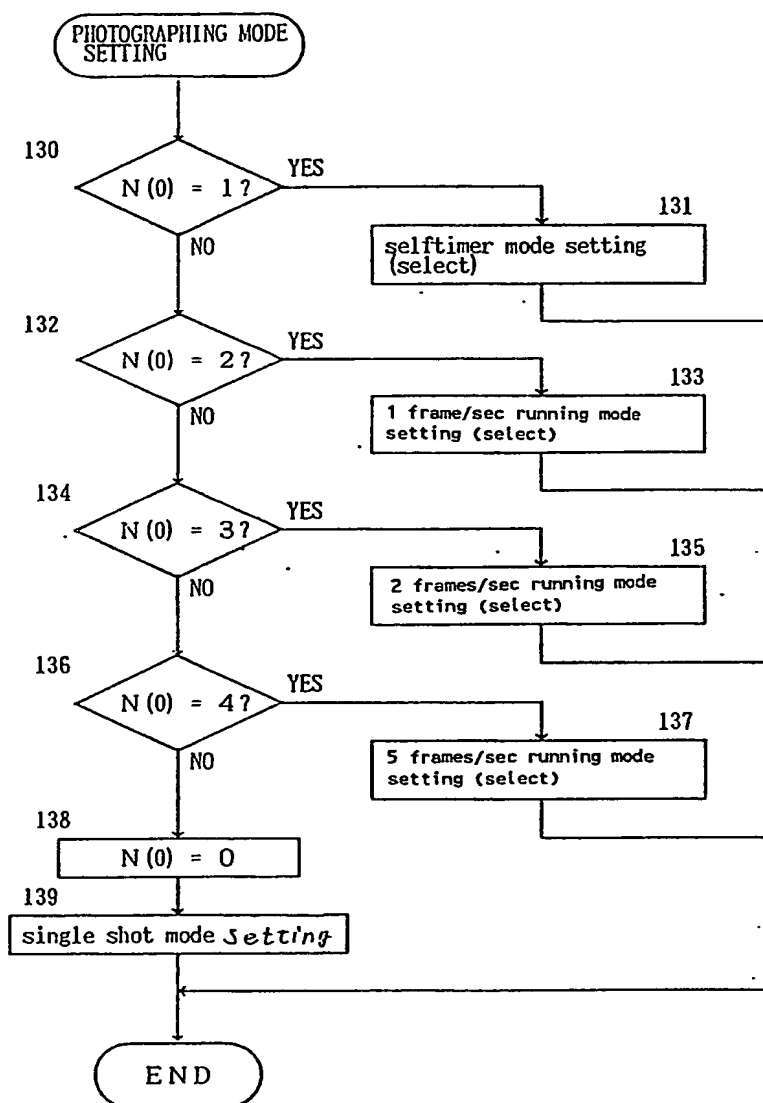 PHOTOGRAPHING MODE
SETTING
130
N(0) = 1?
YES
NO
131
selftimer mode setting
(select)
132
N(0) = 2?
YES
NO
133
1 frame/sec running mode
setting (select)
134
N(0) = 3?
YES
NO
135
2 frames/sec running mode
setting (select)
136
N(0) = 4?
YES
NO
137
5 frames/sec running mode
setting (select)
138
N(0) = 0
139
single shot mode setting
END